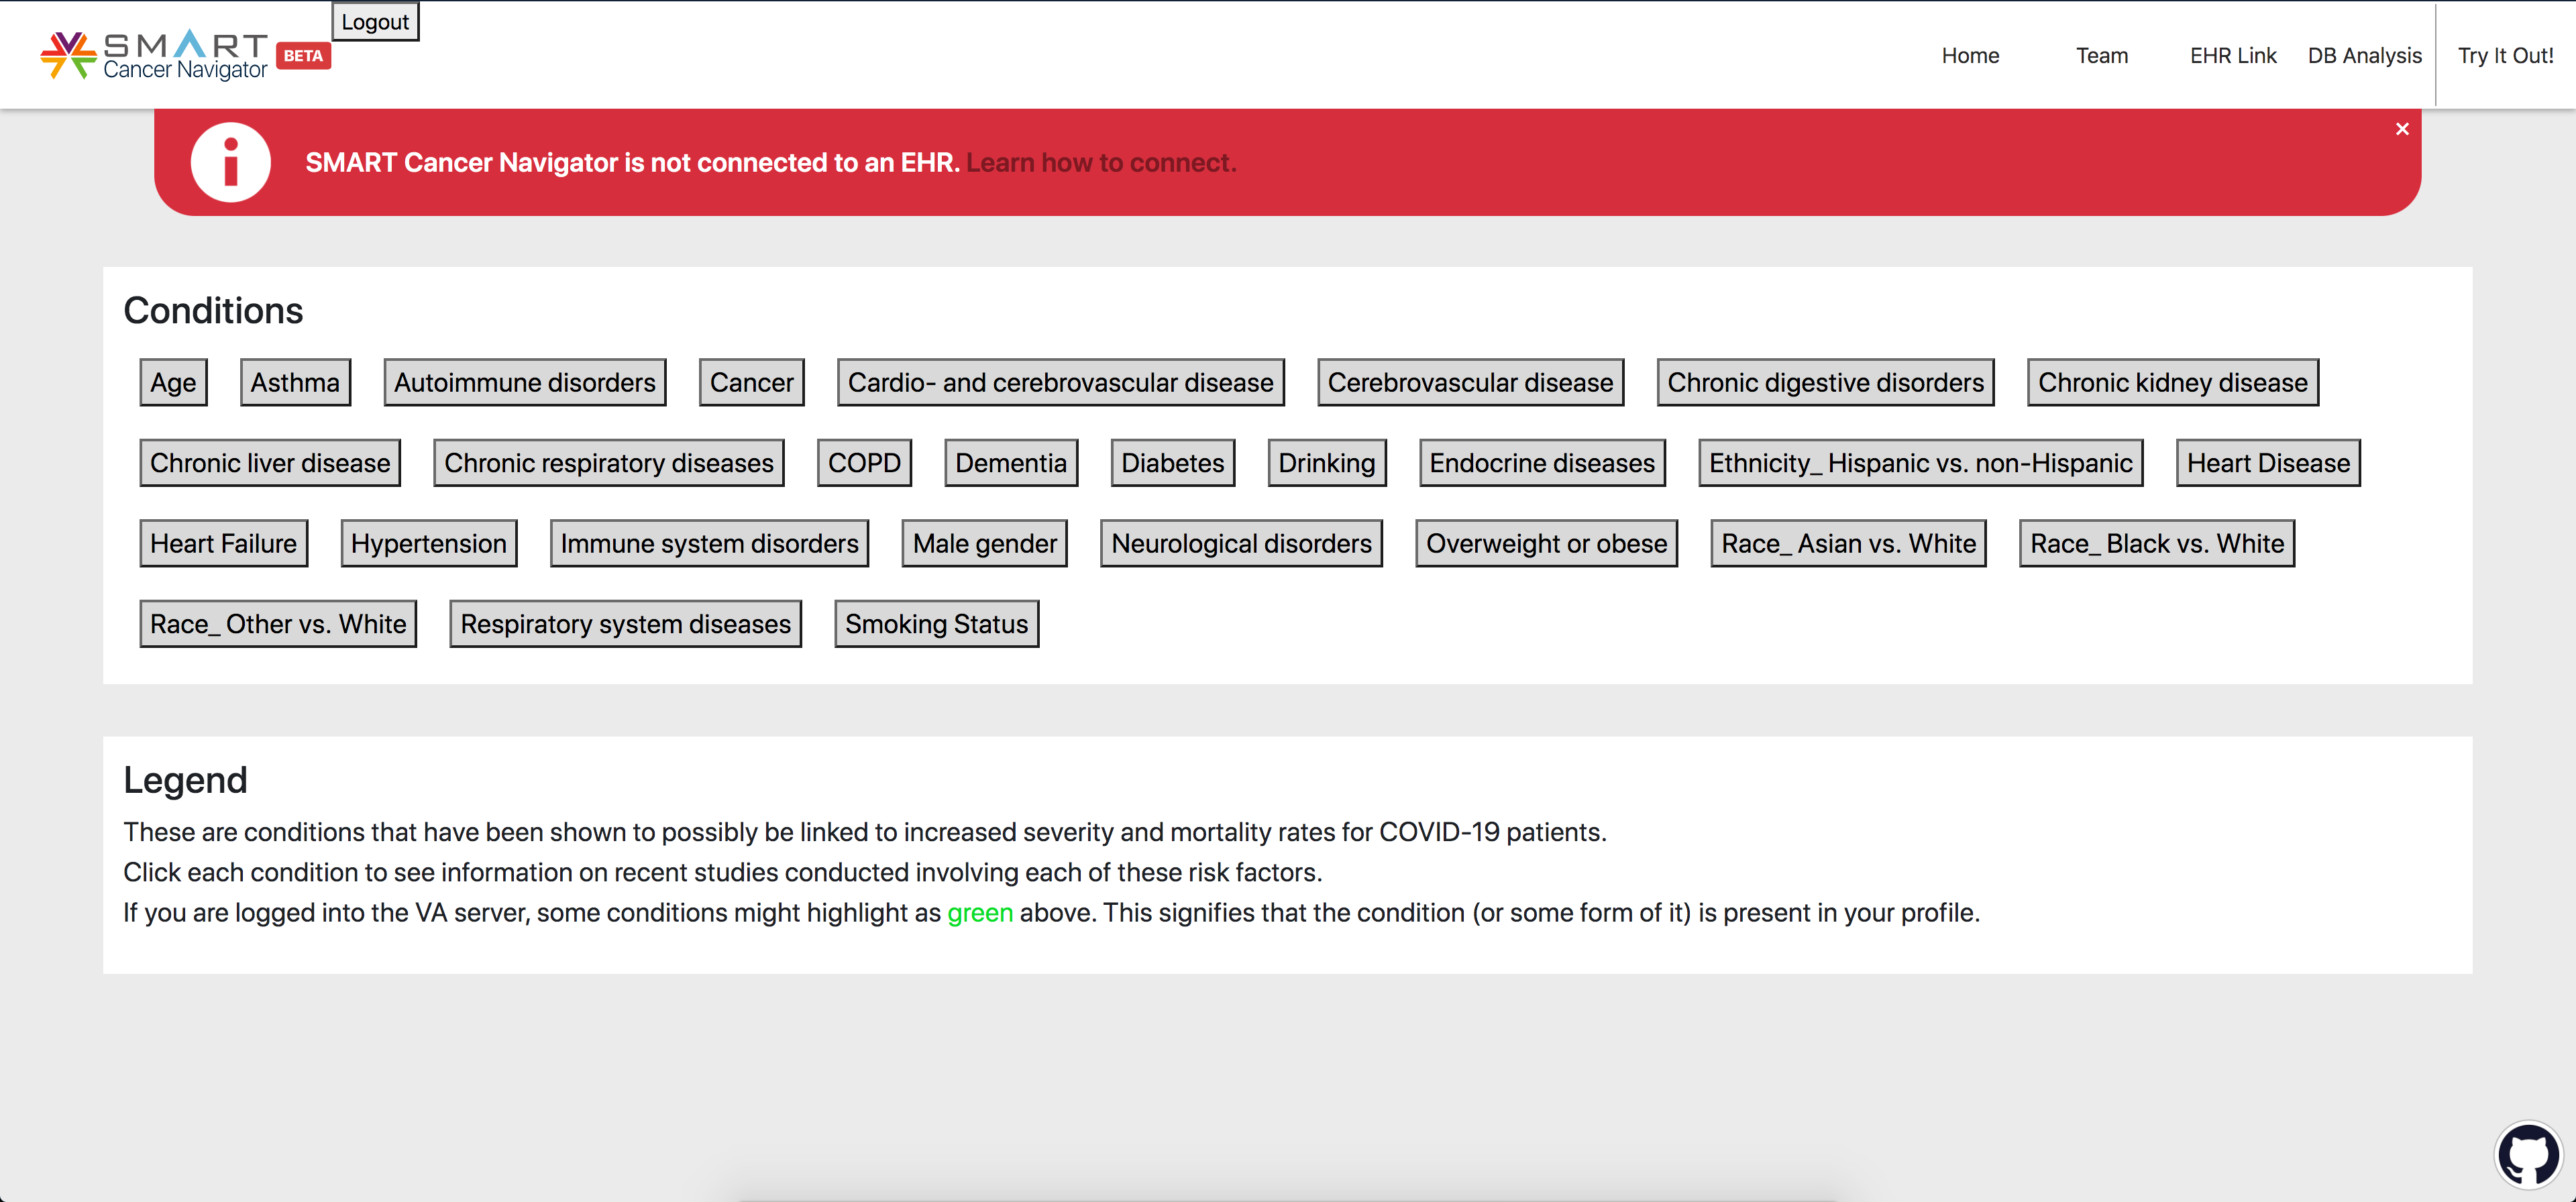 Logout
SMART
Cancer Navigator
BETA
Home Team EHR Link DB Analysis Try It Out!
SMART Cancer Navigator is not connected to an EHR. Learn how to connect.
×
Conditions
Age Asthma Autoimmune disorders Cancer Cardio- and cerebrovascular disease Cerebrovascular disease Chronic digestive disorders Chronic kidney disease
Chronic liver disease Chronic respiratory diseases COPD Dementia Diabetes Drinking Endocrine diseases Ethnicity_ Hispanic vs. non-Hispanic Heart Disease
Heart Failure Hypertension Immune system disorders Male gender Neurological disorders Overweight or obese Race_ Asian vs. White Race_ Black vs. White
Race_ Other vs. White Respiratory system diseases Smoking Status
Legend
These are conditions that have been shown to possibly be linked to increased severity and mortality rates for COVID-19 patients.
Click each condition to see information on recent studies conducted involving each of these risk factors.
If you are logged into the VA server, some conditions might highlight as green above. This signifies that the condition (or some form of it) is present in your profile.